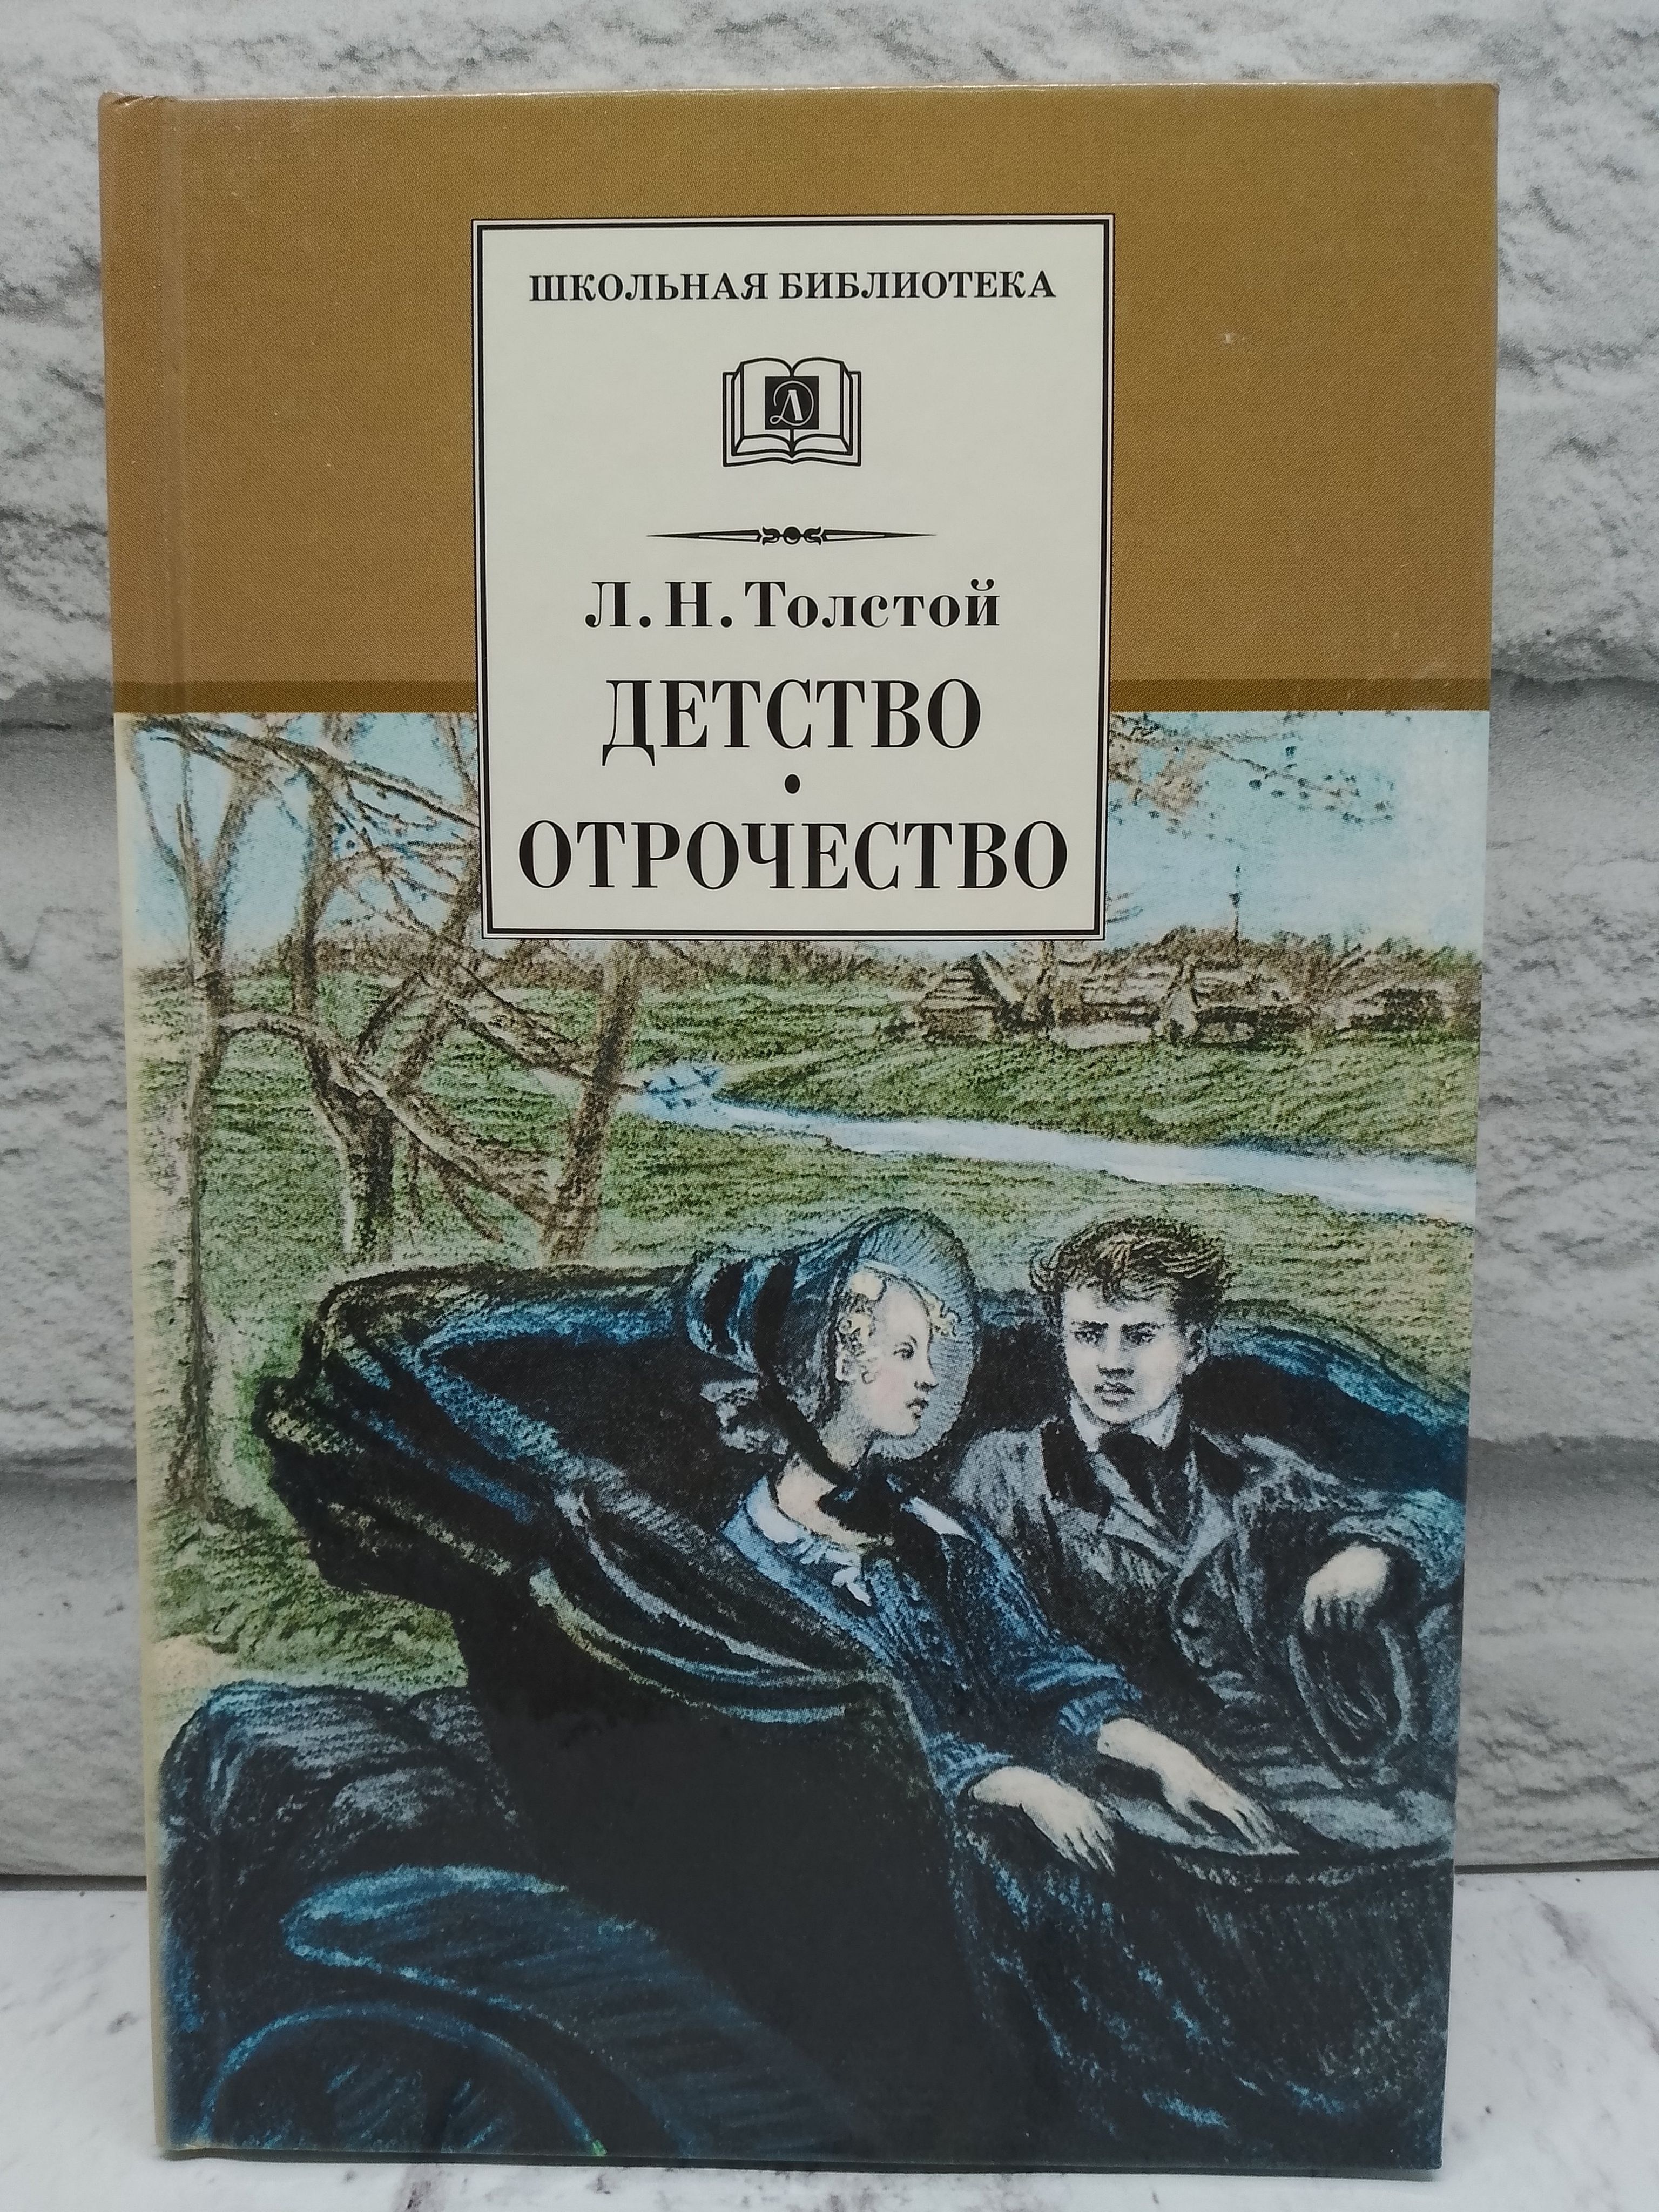 ШКОЛЬНАЯ БИБЛИОТЕКА
Д
Л. Н. Толстой
ДЕТСТВО
•
ОТРОЧЕСТВО